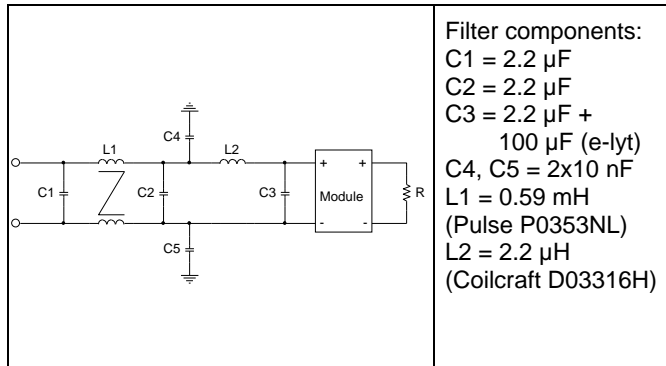 C4
L1
L2
C1
C2
C3
+ +
Module
R
- -
C5
Filter components:
C1 = 2.2 µF
C2 = 2.2 µF
C3 = 2.2 µF +
100 µF (e-lyt)
C4, C5 = 2x10 nF
L1 = 0.59 mH
(Pulse P0353NL)
L2 = 2.2 µH
(Coilcraft D03316H)